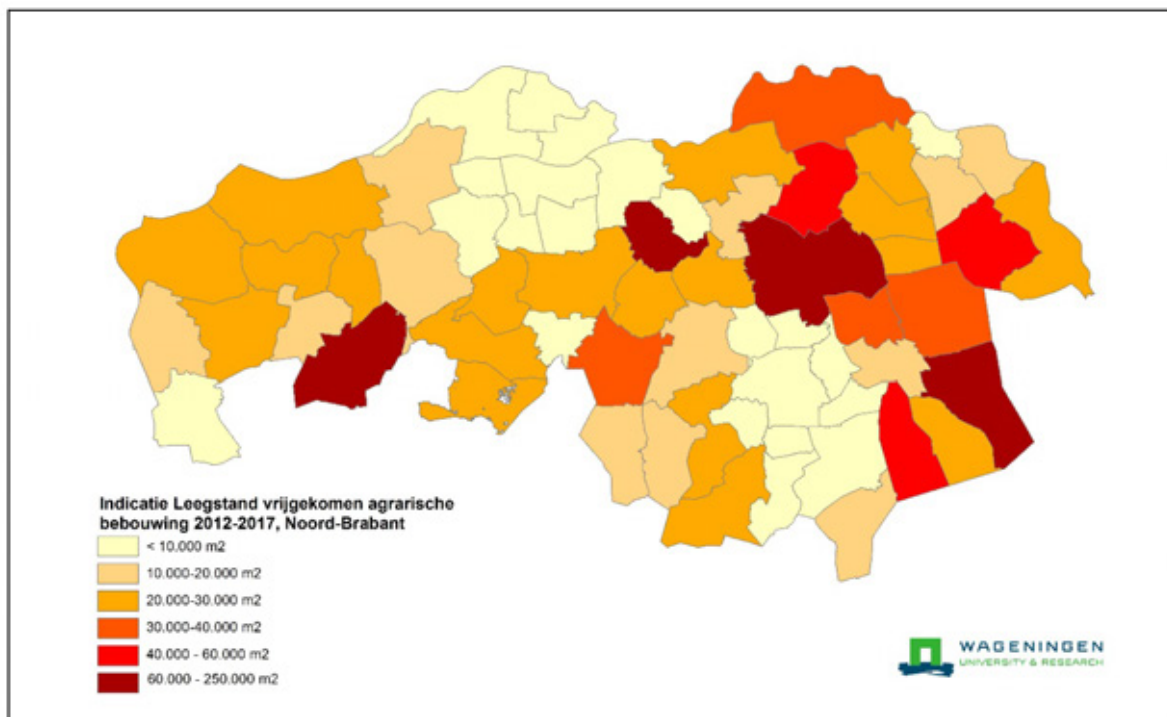 Indicatie Leegstand vrijgekomen agrarische
bebouwing 2012-2017, Noord-Brabant
< 10.000 m2
10.000-20.000 m2
20.000-30.000 m2
30.000-40.000 m2
40.000 - 60.000 m2
60.000 - 250.000 m2
WAGENINGEN
UNIVERSITY & RESEARCH